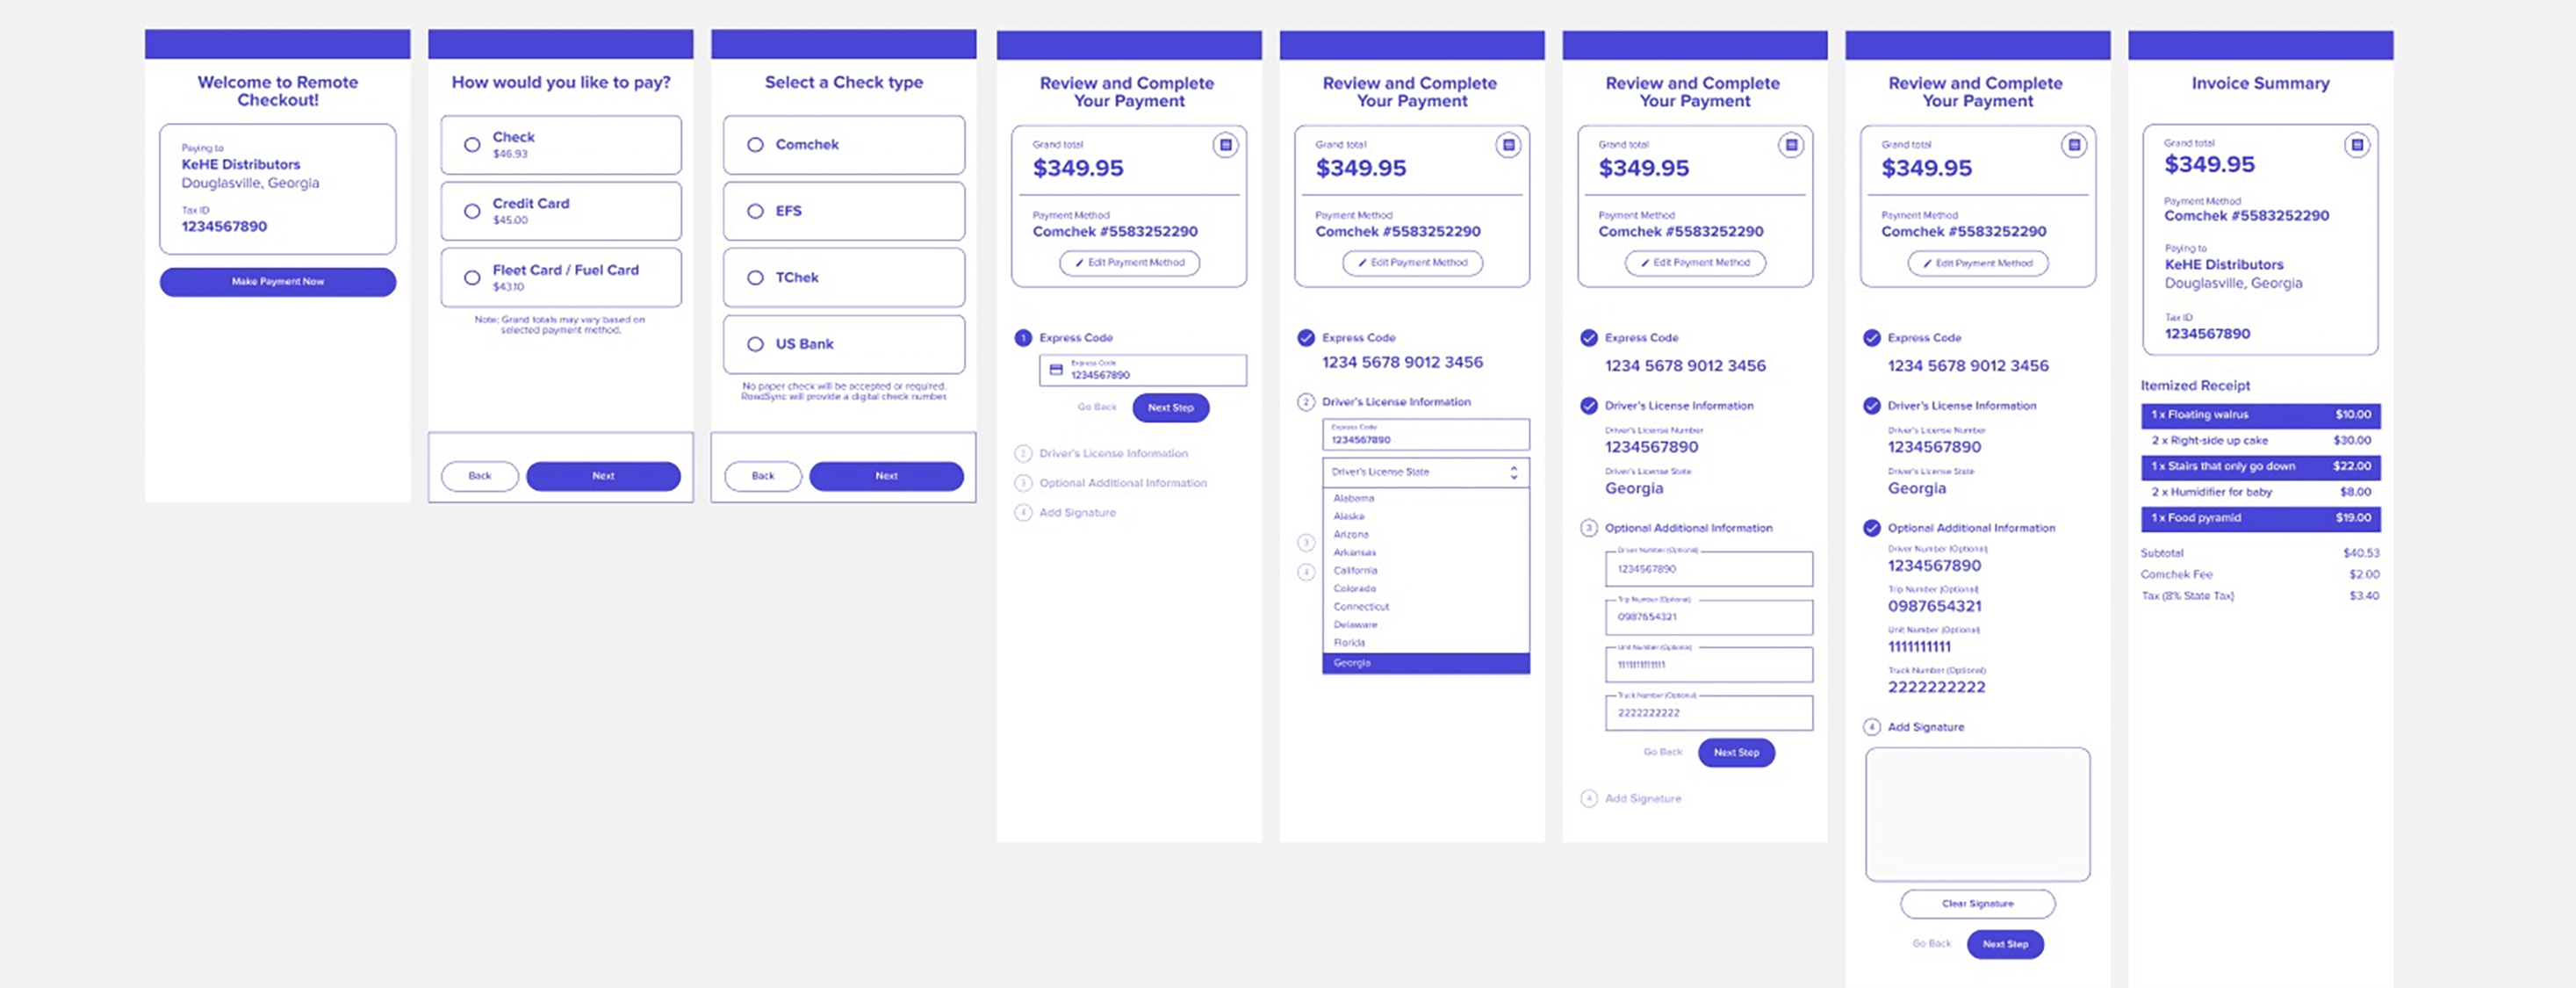 Welcome to Remote
Checkout!
Paying to
KeHE Distributors
Douglasville, Georgia
Tax ID
1234567890
Make Payment Now
How would you like to pay?
Check
$46.93
Credit Card
$45.00
Fleet Card / Fuel Card
$43.10
Note: Grand totals may vary based on
selected payment method.
Back
Next
Select a Check type
Comchek
EFS
TChek
US Bank
No paper check will be accepted or required.
RoadSync will provide a digital check number.
Back
Next
Review and Complete
Your Payment
Grand total
$349.95
Payment Method
Comchek #5583252290
Edit Payment Method
1 Express Code
Express Code
1234567890
Go Back
Next Step
2 Driver's License Information
3 Optional Additional Information
4 Add Signature
Review and Complete
Your Payment
Grand total
$349.95
Payment Method
Comchek #5583252290
Edit Payment Method
Express Code
1234 5678 9012 3456
2 Driver's License Information
Express Code
1234567890
Driver's License State
Alabama
Alaska
Arizona
3
Arkansas
4
California
Colorado
Connecticut
Delaware
Florida
Georgia
Review and Complete
Your Payment
Grand total
$349.95
Payment Method
Comchek #5583252290
Edit Payment Method
Express Code
1234 5678 9012 3456
Driver's License Information
Driver's License Number
1234567890
Driver's License State
Georgia
3 Optional Additional Information
Driver Number (Optional)
1234567890
Trip Number (Optional)
0987654321
Unit Number (Optional)
Truck Number (Optional)
2222222222
Go Back
Next Step
4 Add Signature
Review and Complete
Your Payment
Grand total
$349.95
Payment Method
Comchek #5583252290
Edit Payment Method
Express Code
1234 5678 9012 3456
Driver's License Information
Driver's License Number
1234567890
Driver's License State
Georgia
Optional Additional Information
Driver Number (Optional)
1234567890
Trip Number (Optional)
0987654321
Unit Number (Optional)
1111111111
Truck Number (Optional)
2222222222
4 Add Signature
Clear Signature
Go Back
Next Step
Invoice Summary
Grand total
$349.95
Payment Method
Comchek #5583252290
Paying to
KeHE Distributors
Douglasville, Georgia
Tax ID
1234567890
Itemized Receipt
1 x Floating walrus $10.00
2 x Right-side up cake $30.00
1 x Stairs that only go down $22.00
2 x Humidifier for baby $8.00
1 x Food pyramid $19.00
Subtotal $40.53
Comchek Fee $2.00
Tax (8% State Tax) $3.40